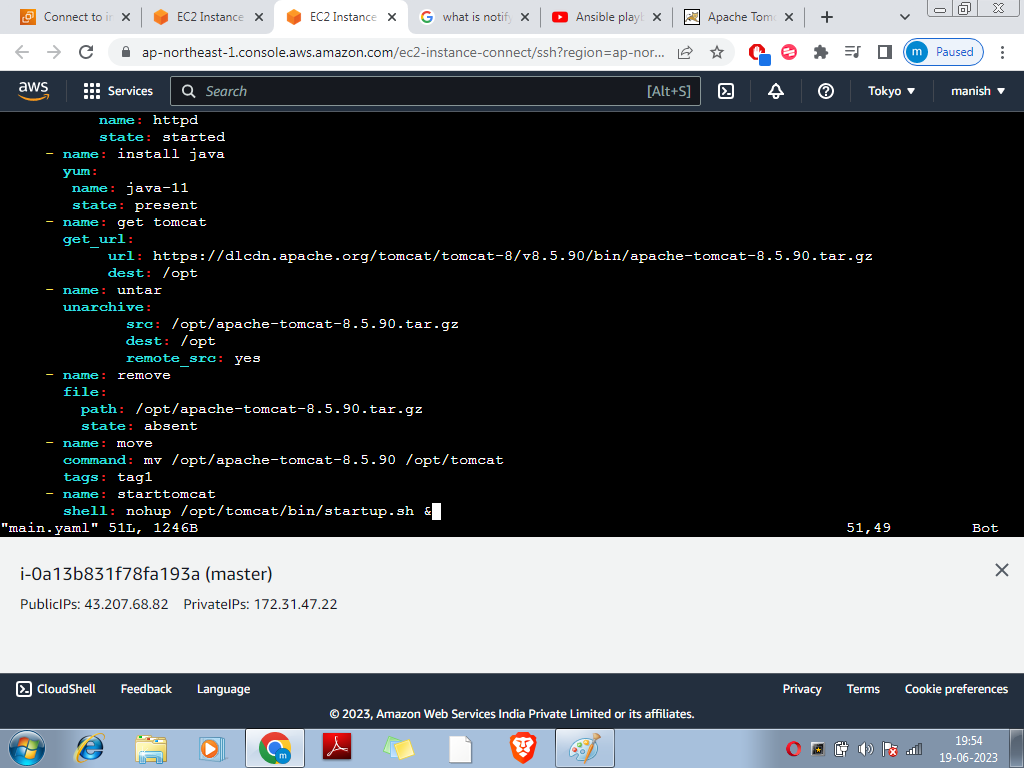 Connect to in
EC2 Instance
EC2 Instance
what is notify
Ansible playb
Apache Tomc
ap-northeast-1.console.aws.amazon.com/ec2-instance-connect/ssh?region=ap-nor...
m Paused
aws
Services
Search
[Alt+S]
Tokyo ▼
manish ▼
name: httpd
state: started
- name: install java
yum:
name: java-11
state: present
- name: get tomcat
get_url:
url: https://dlcdn.apache.org/tomcat/tomcat-8/v8.5.90/bin/apache-tomcat-8.5.90.tar.gz
dest: /opt
- name: untar
unarchive:
src: /opt/apache-tomcat-8.5.90.tar.gz
dest: /opt
remote_src: yes
- name: remove
file:
path: /opt/apache-tomcat-8.5.90.tar.gz
state: absent
- name: move
command: mv /opt/apache-tomcat-8.5.90 /opt/tomcat
tags: tag1
- name: starttomcat
shell: nohup /opt/tomcat/bin/startup.sh &
"main.yaml" 51L, 1246B 51,49 Bot
i-0a13b831f78fa193a (master)
PublicIPs: 43.207.68.82 PrivateIPs: 172.31.47.22
CloudShell
Feedback
Language
Privacy
Terms
Cookie preferences
© 2023, Amazon Web Services India Private Limited or its affiliates.
m
19:54
19-06-2023